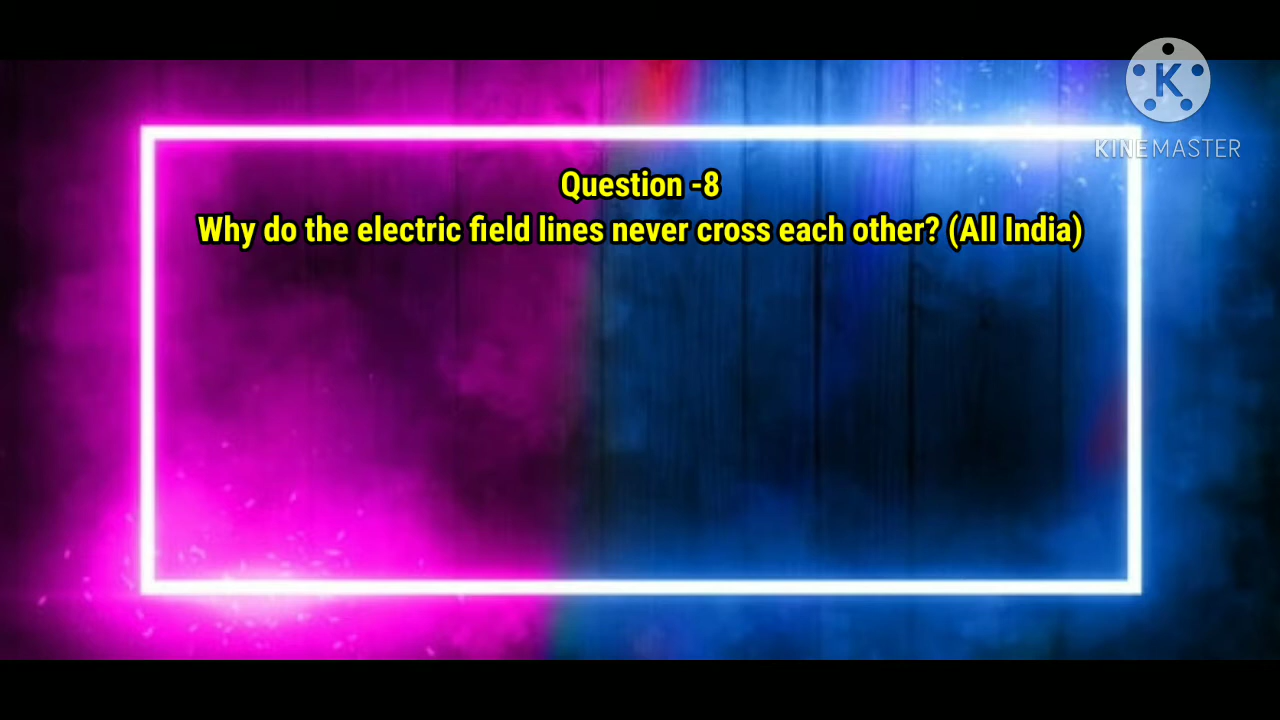 K
KINEMASTER
Question -8
Why do the electric field lines never cross each other? (All India)